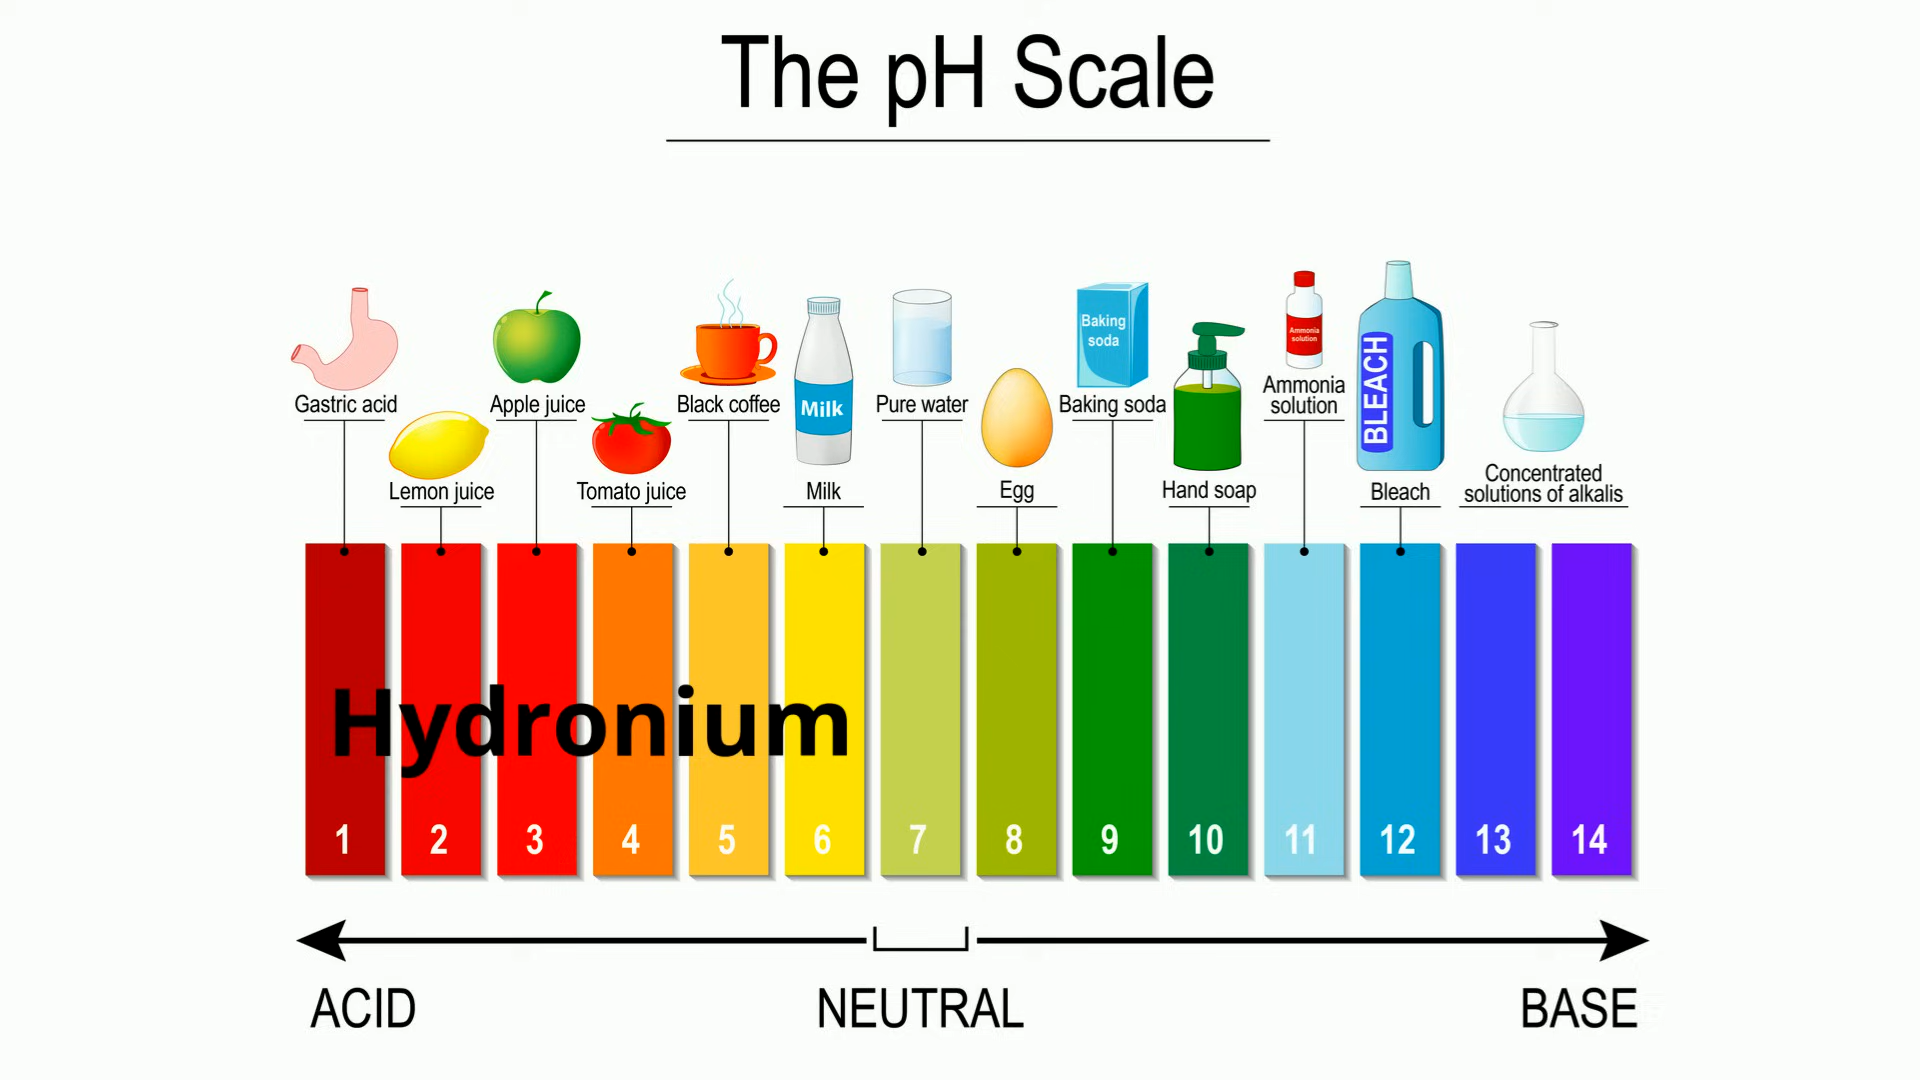 The pH Scale
Gastric acid
Lemon juice
Apple juice
Tomato juice
Black coffee
Milk
Milk
Pure water
Egg
Baking
soda
Baking soda
Hand soap
Ammonia
solution
Ammonia
solution
BLEACH
Bleach
Concentrated
solutions of alkalis
Hydronium
1 2 3 4 5 6 7 8 9 10 11 12 13 14
ACID NEUTRAL BASE